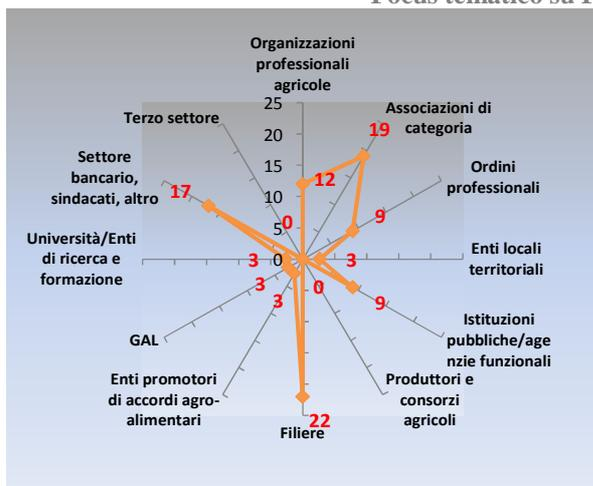 Focus tematico su
Organizzazioni
professionali
agricole
25
20
15
10
5
0
Associazioni di
categoria
19
12
Ordini
professionali
9
Enti locali
territoriali
3
Istituzioni
pubbliche/age
nzie funzionali
9
Produttori e
consorzi
agricoli
0
Filiere
22
Enti promotori
di accordi agro-
alimentari
3
GAL
3
Università/Enti
di ricerca e
formazione
3
Settore
bancario,
sindacati, altro
17
Terzo settore
0